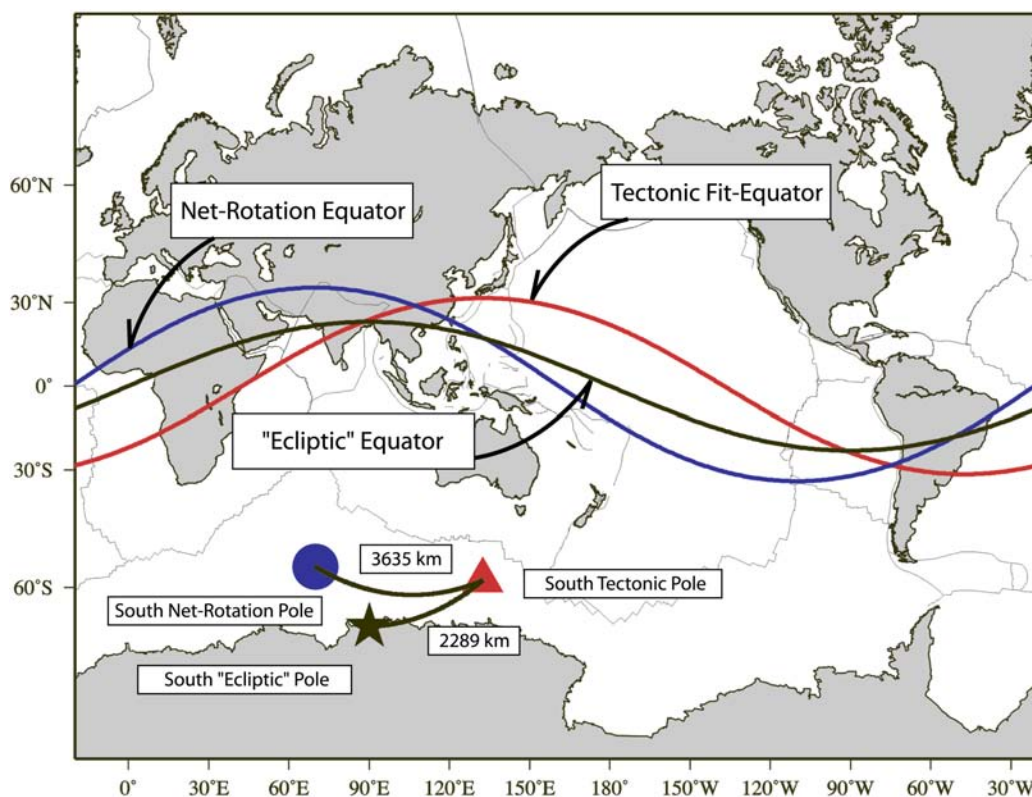 60°N
Net-Rotation Equator
Tectonic Fit-Equator
30°N
0°
"Ecliptic" Equator
30°S
3635 km
60°S
South Tectonic Pole
South Net-Rotation Pole
2289 km
South "Ecliptic" Pole
0° 30°E 60°E 90°E 120°E 150°E 180° 150°W 120°W 90°W 60°W 30°W